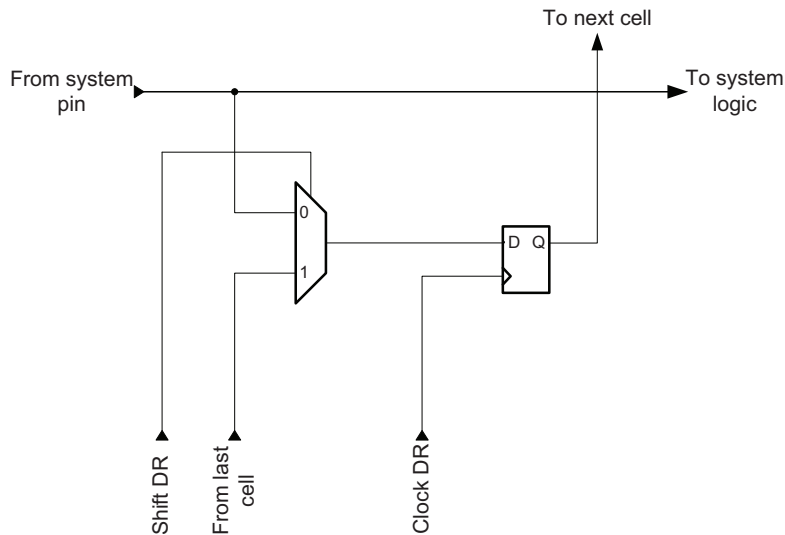 To next cell
From system
pin
To system
logic
0
1
D Q
Shift DR
From last
cell
Clock DR